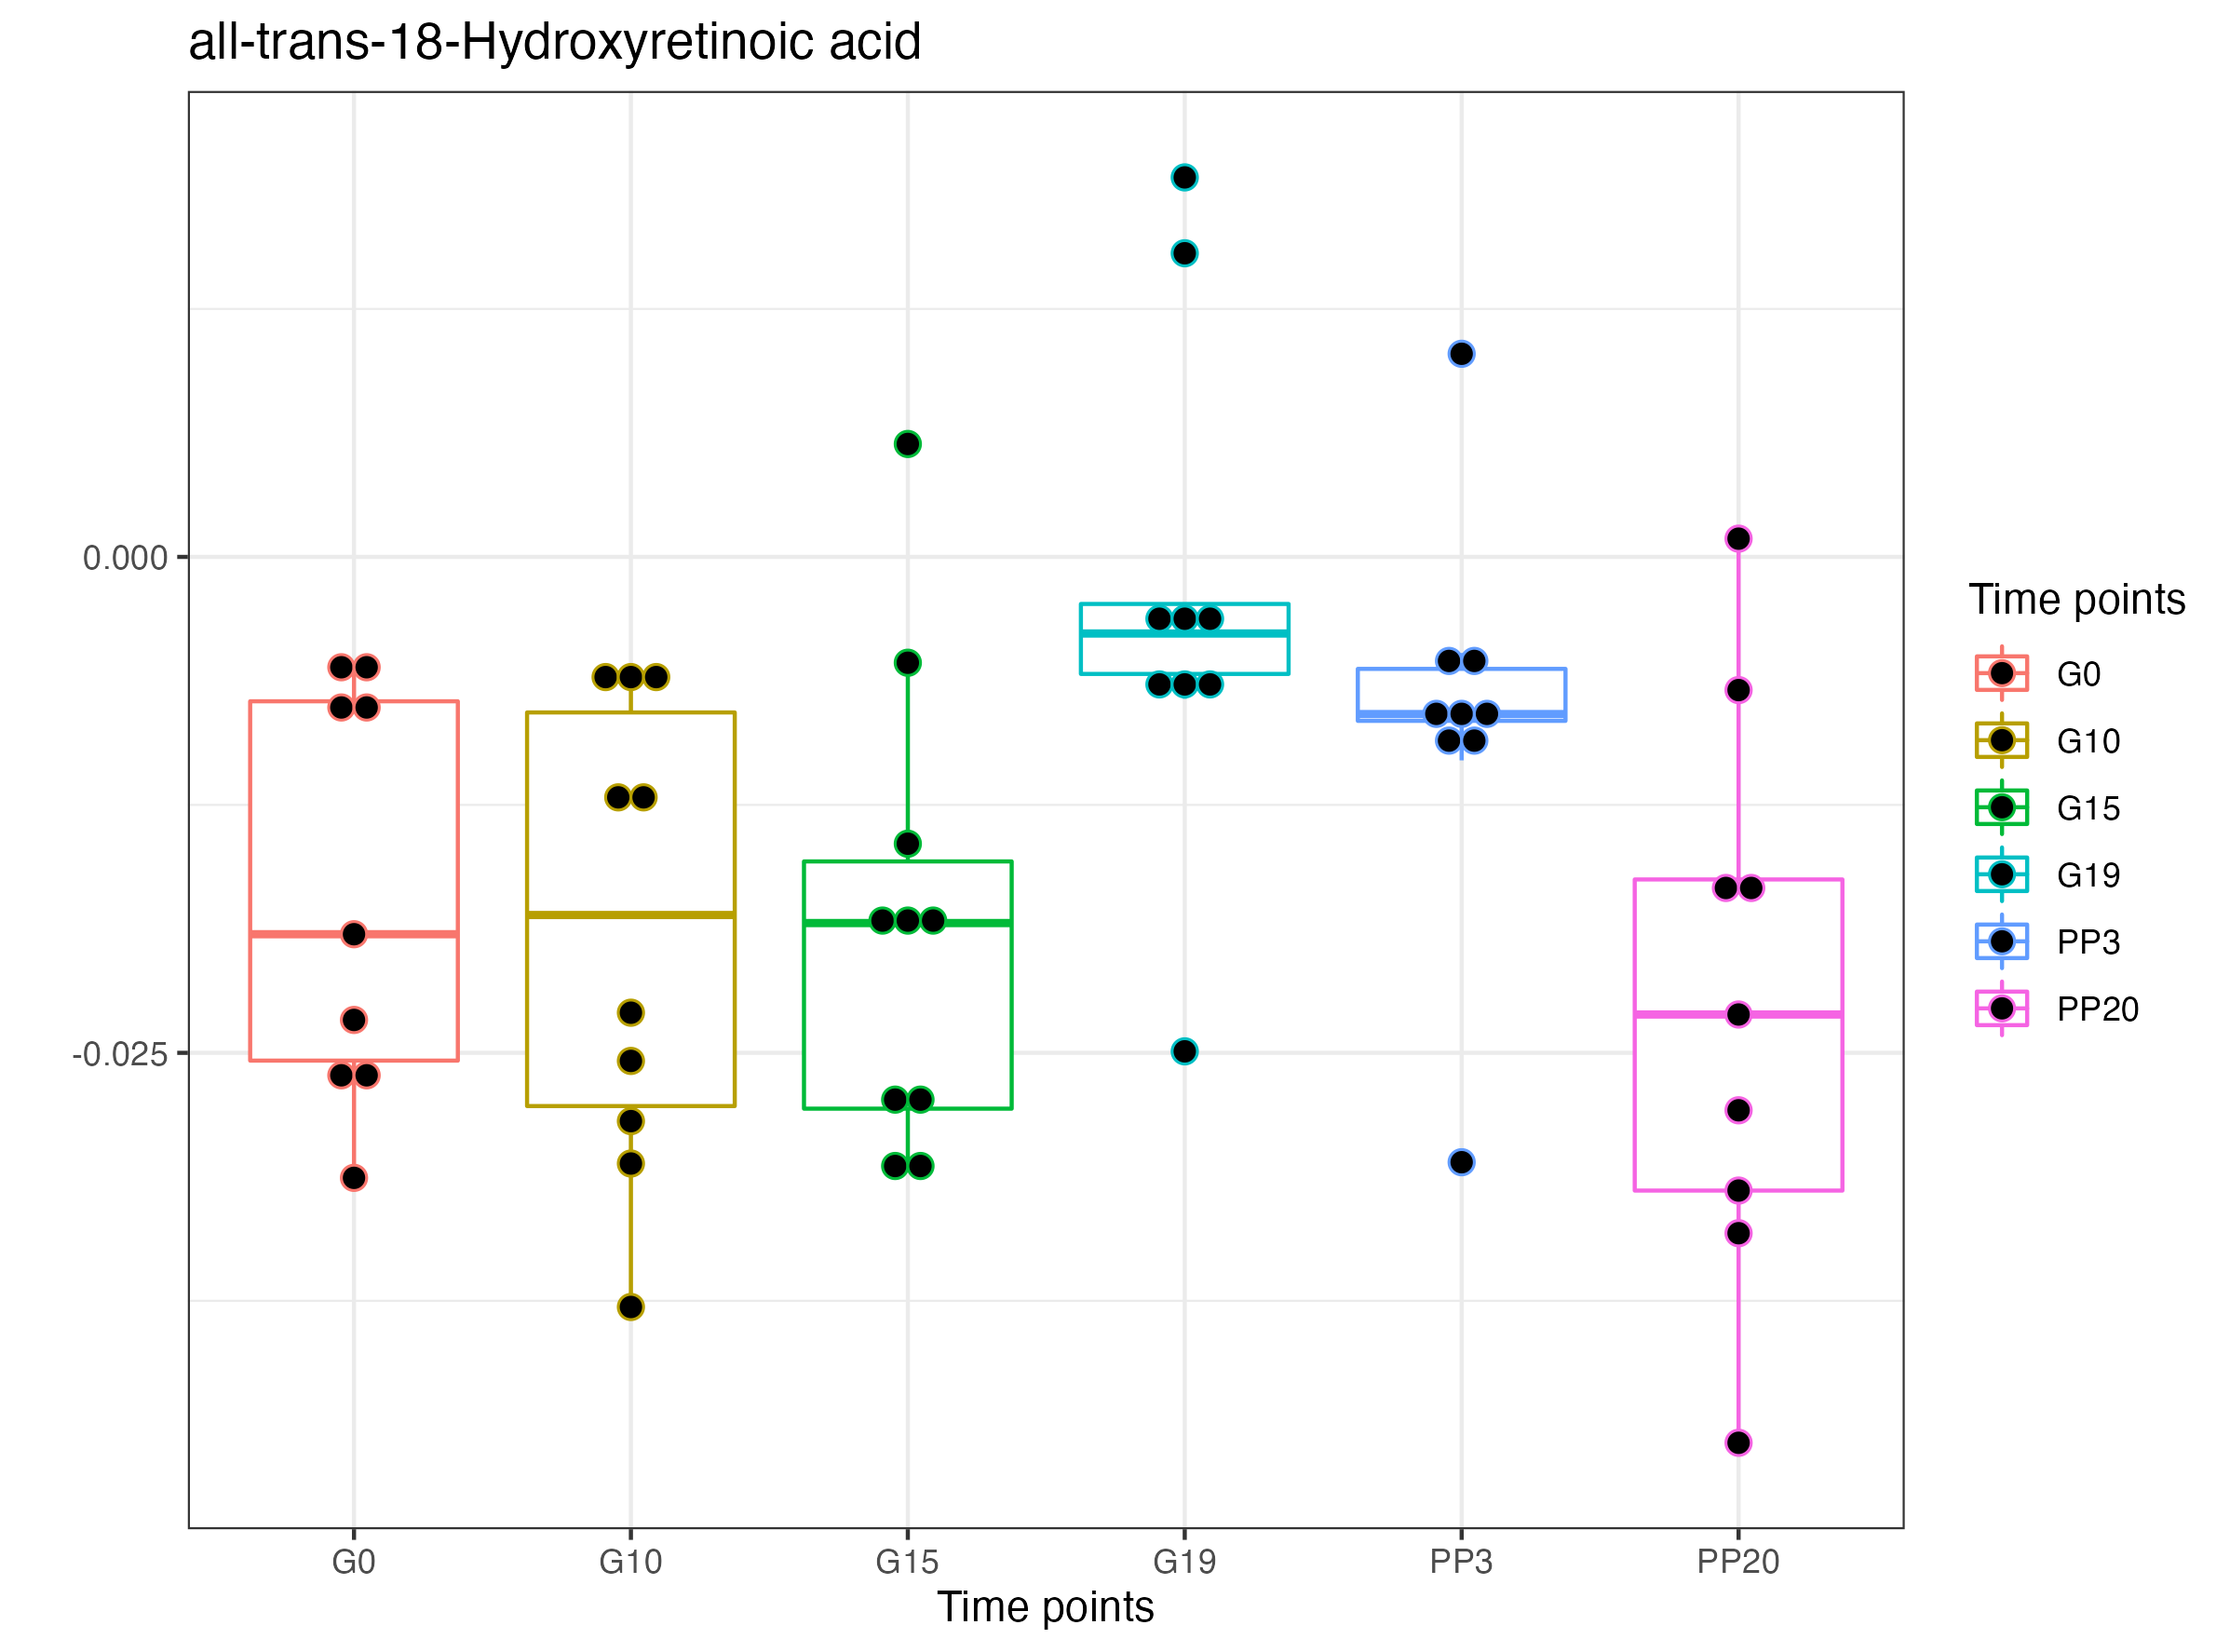 all-trans-18-Hydroxyretinoic acid
0.000
-0.025
G0
G10
G15
G19
PP3
PP20
Time points
Time points
G0
G10
G15
G19
PP3
PP20